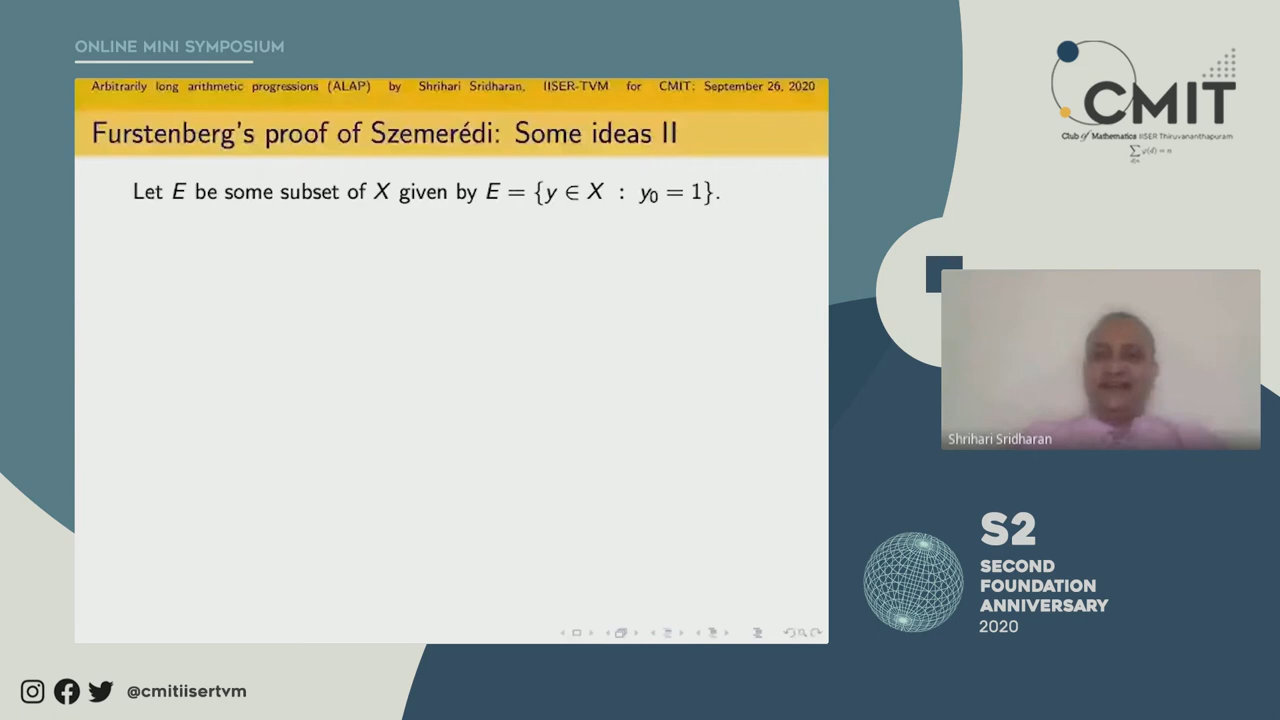 ONLINE MINI SYMPOSIUM
Arbitrarily long arithmetic progressions (ALAP) by Shrihari Sridharan, IISER-TVM for CMIT; September 26, 2020
Furstenberg's proof of Szemerédi: Some ideas II
Let E be some subset of X given by E = {y ∈ X : y₀ = 1}.
CMIT
Club of Mathematics IISER Thiruvananthapuram
∑ φ(d) = n
d|n
Shrihari Sridharan
S2
SECOND
FOUNDATION
ANNIVERSARY
2020
@cmitiisertvm